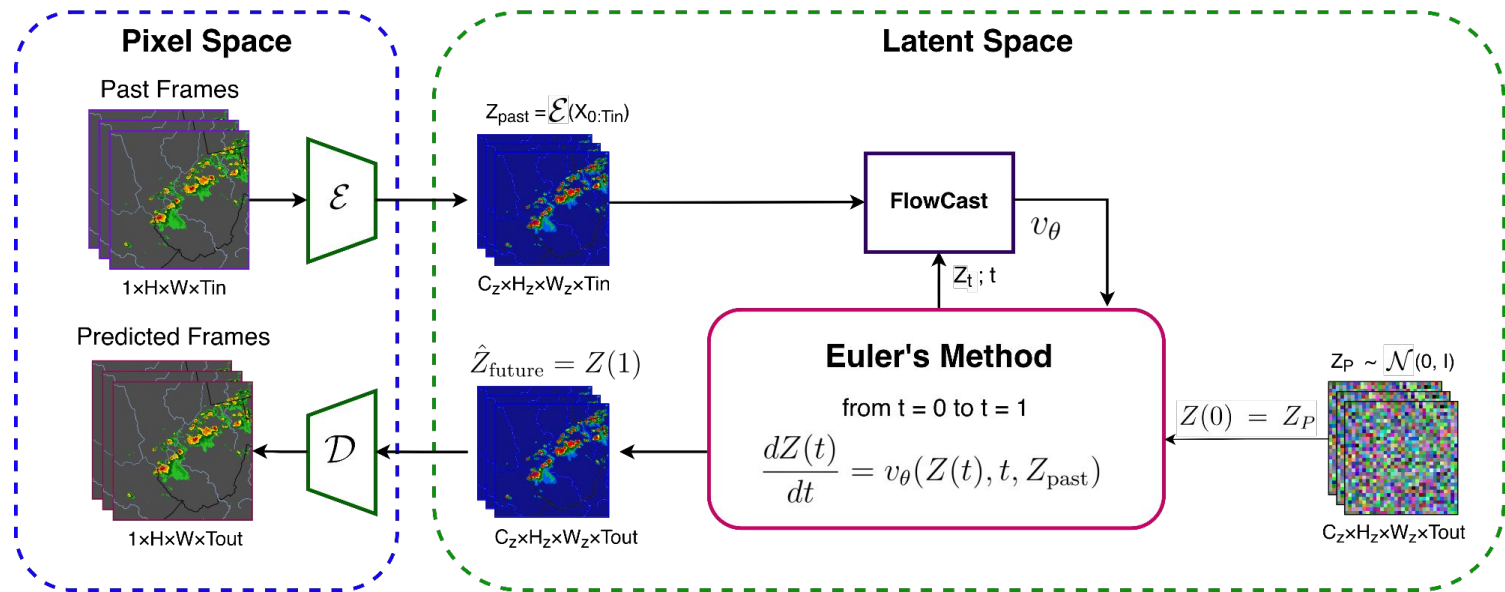 Pixel Space
Latent Space
Past Frames
Z_past = ℰ(X_0:Tin)
ℰ
FlowCast
v_θ
1×H×W×Tin
C_z×H_z×W_z×Tin
Z_t ; t
Predicted Frames
Ẑ_future = Z(1)
Euler's Method
from t = 0 to t = 1
dZ(t)/dt = v_θ(Z(t), t, Z_past)
Z_P ~ 𝒩(0, I)
Z(0) = Z_P
𝒟
1×H×W×Tout
C_z×H_z×W_z×Tout
C_z×H_z×W_z×Tout